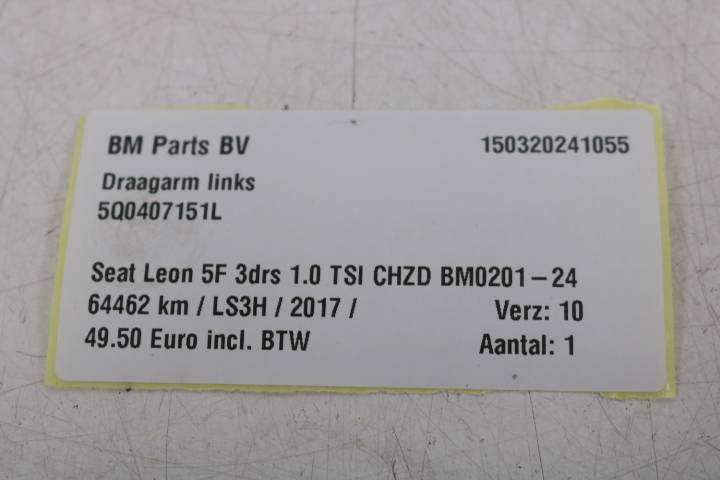 BM Parts BV 150320241055
Draagarm links
5Q0407151L
Seat Leon 5F 3drs 1.0 TSI CHZD BM0201-24
64462 km / LS3H / 2017 / Verz: 10
49.50 Euro incl. BTW Aantal: 1